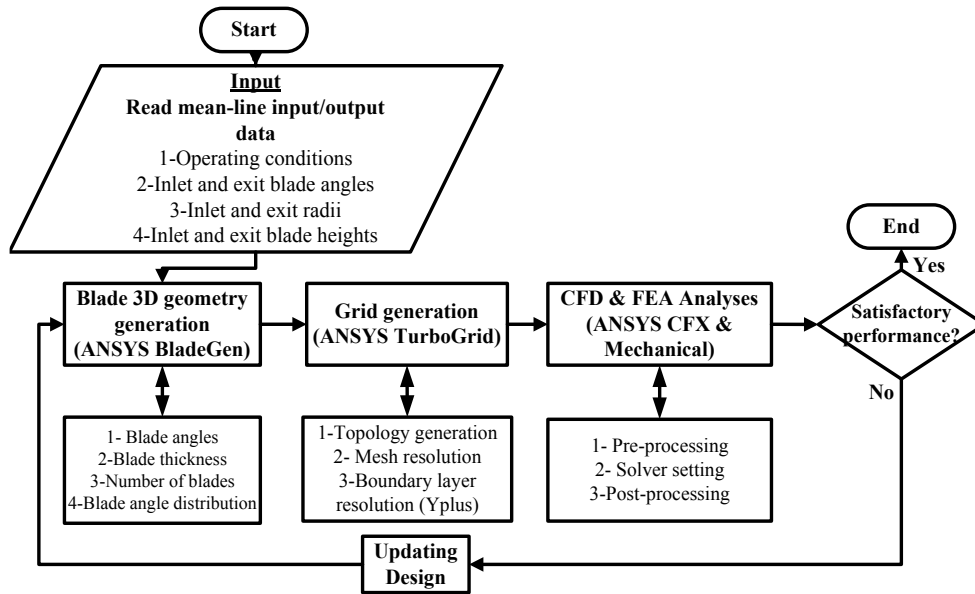 Start
Input
Read mean-line input/output
data
1-Operating conditions
2-Inlet and exit blade angles
3-Inlet and exit radii
4-Inlet and exit blade heights
Blade 3D geometry
generation
(ANSYS BladeGen)
Grid generation
(ANSYS TurboGrid)
CFD & FEA Analyses
(ANSYS CFX &
Mechanical)
Satisfactory
performance?
Yes
End
No
1- Blade angles
2-Blade thickness
3-Number of blades
4-Blade angle distribution
1-Topology generation
2- Mesh resolution
3-Boundary layer
resolution (Yplus)
1- Pre-processing
2- Solver setting
3-Post-processing
Updating
Design